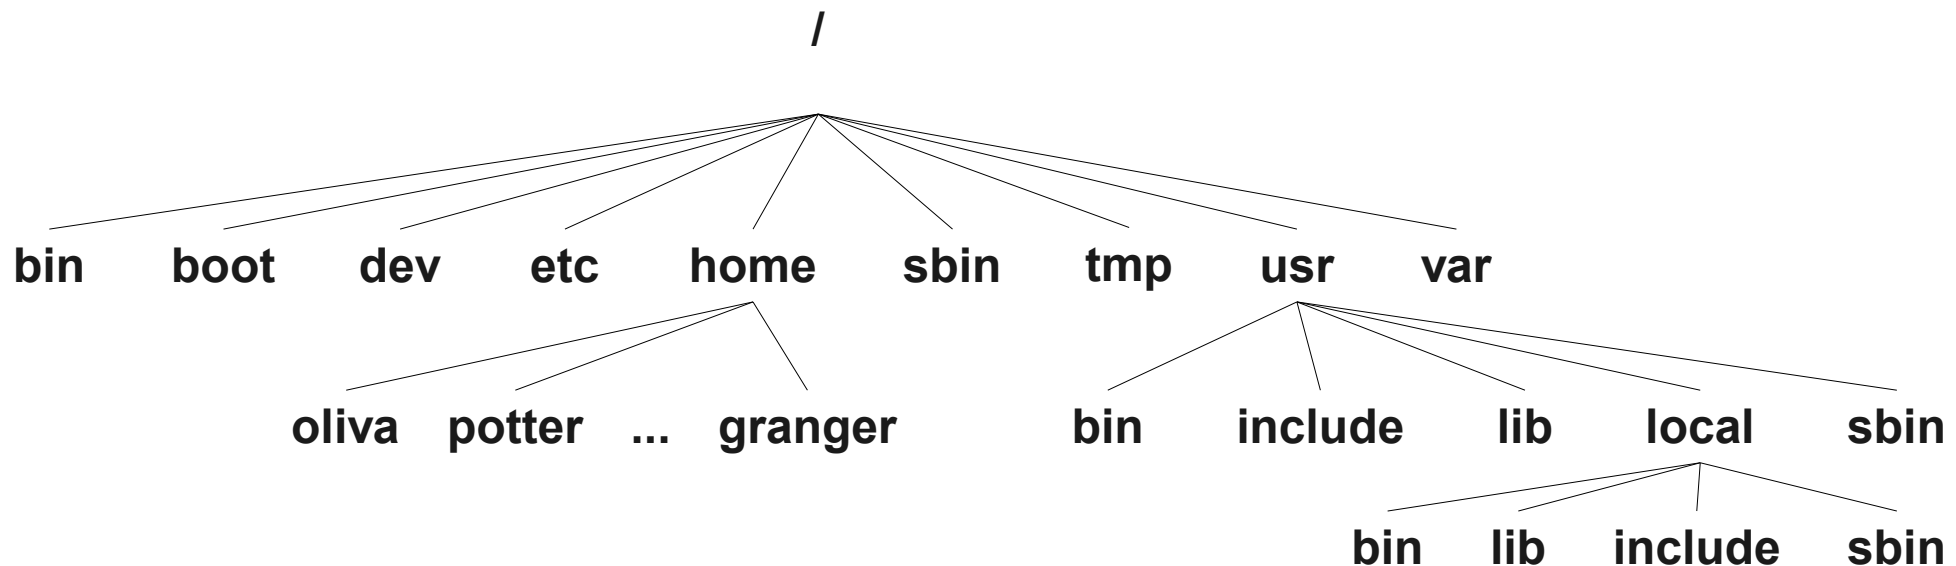 /
bin boot dev etc home sbin tmp usr var
oliva potter ... granger bin include lib local sbin
bin lib include sbin